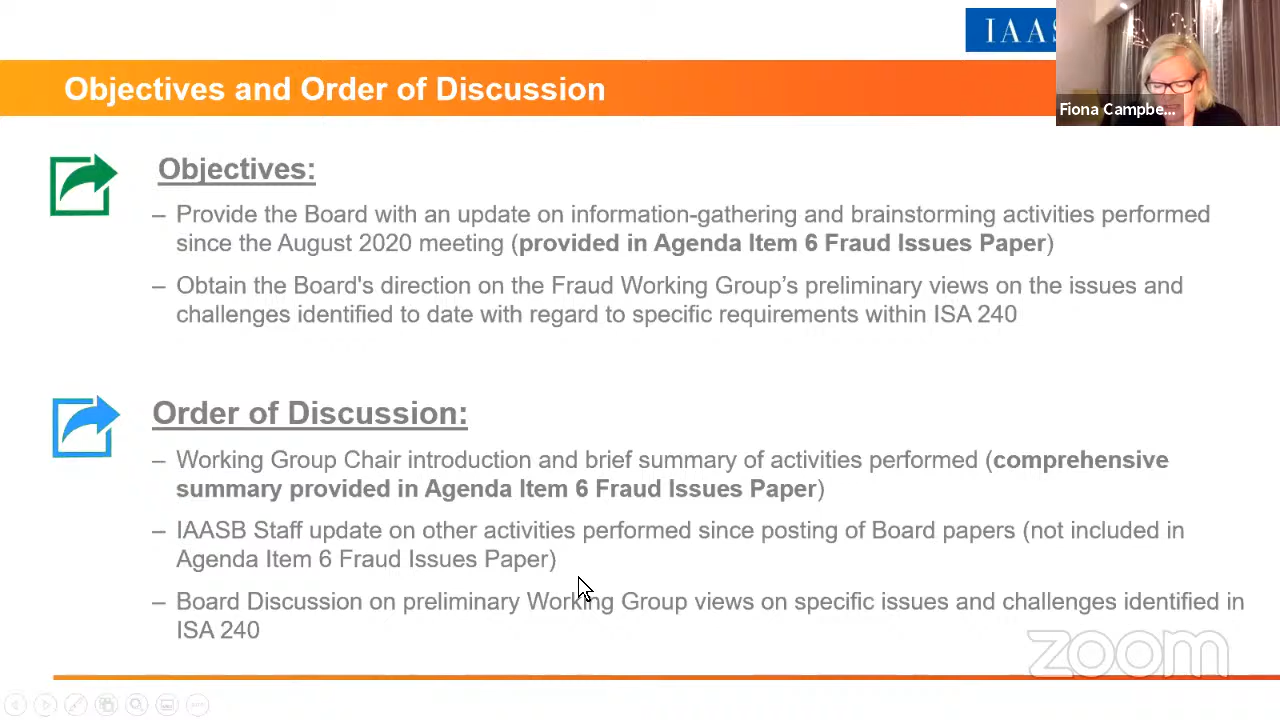 IAAS
Objectives and Order of Discussion
Fiona Campbe...
Objectives:
– Provide the Board with an update on information-gathering and brainstorming activities performed
since the August 2020 meeting (provided in Agenda Item 6 Fraud Issues Paper)
– Obtain the Board's direction on the Fraud Working Group’s preliminary views on the issues and
challenges identified to date with regard to specific requirements within ISA 240
Order of Discussion:
– Working Group Chair introduction and brief summary of activities performed (comprehensive
summary provided in Agenda Item 6 Fraud Issues Paper)
– IAASB Staff update on other activities performed since posting of Board papers (not included in
Agenda Item 6 Fraud Issues Paper)
– Board Discussion on preliminary Working Group views on specific issues and challenges identified in
ISA 240
zoom